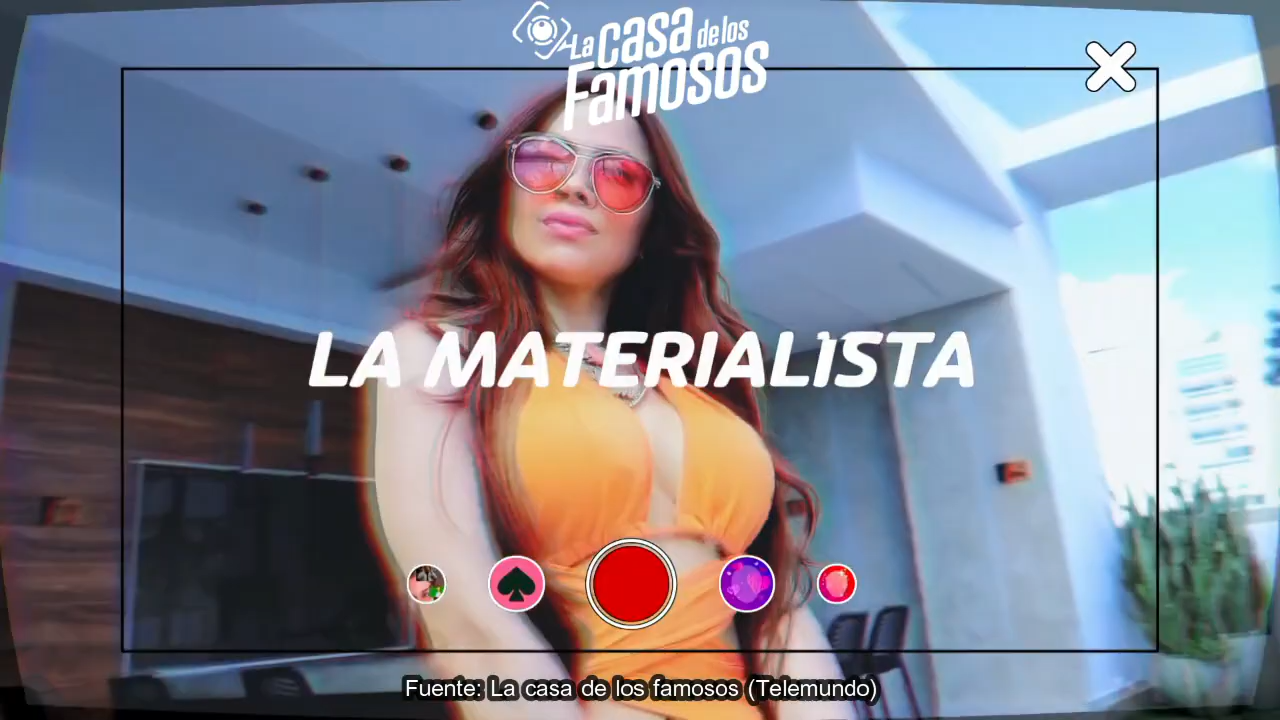 La casa de los
Famosos
LA MATERIALISTA
Fuente: La casa de los famosos (Telemundo)